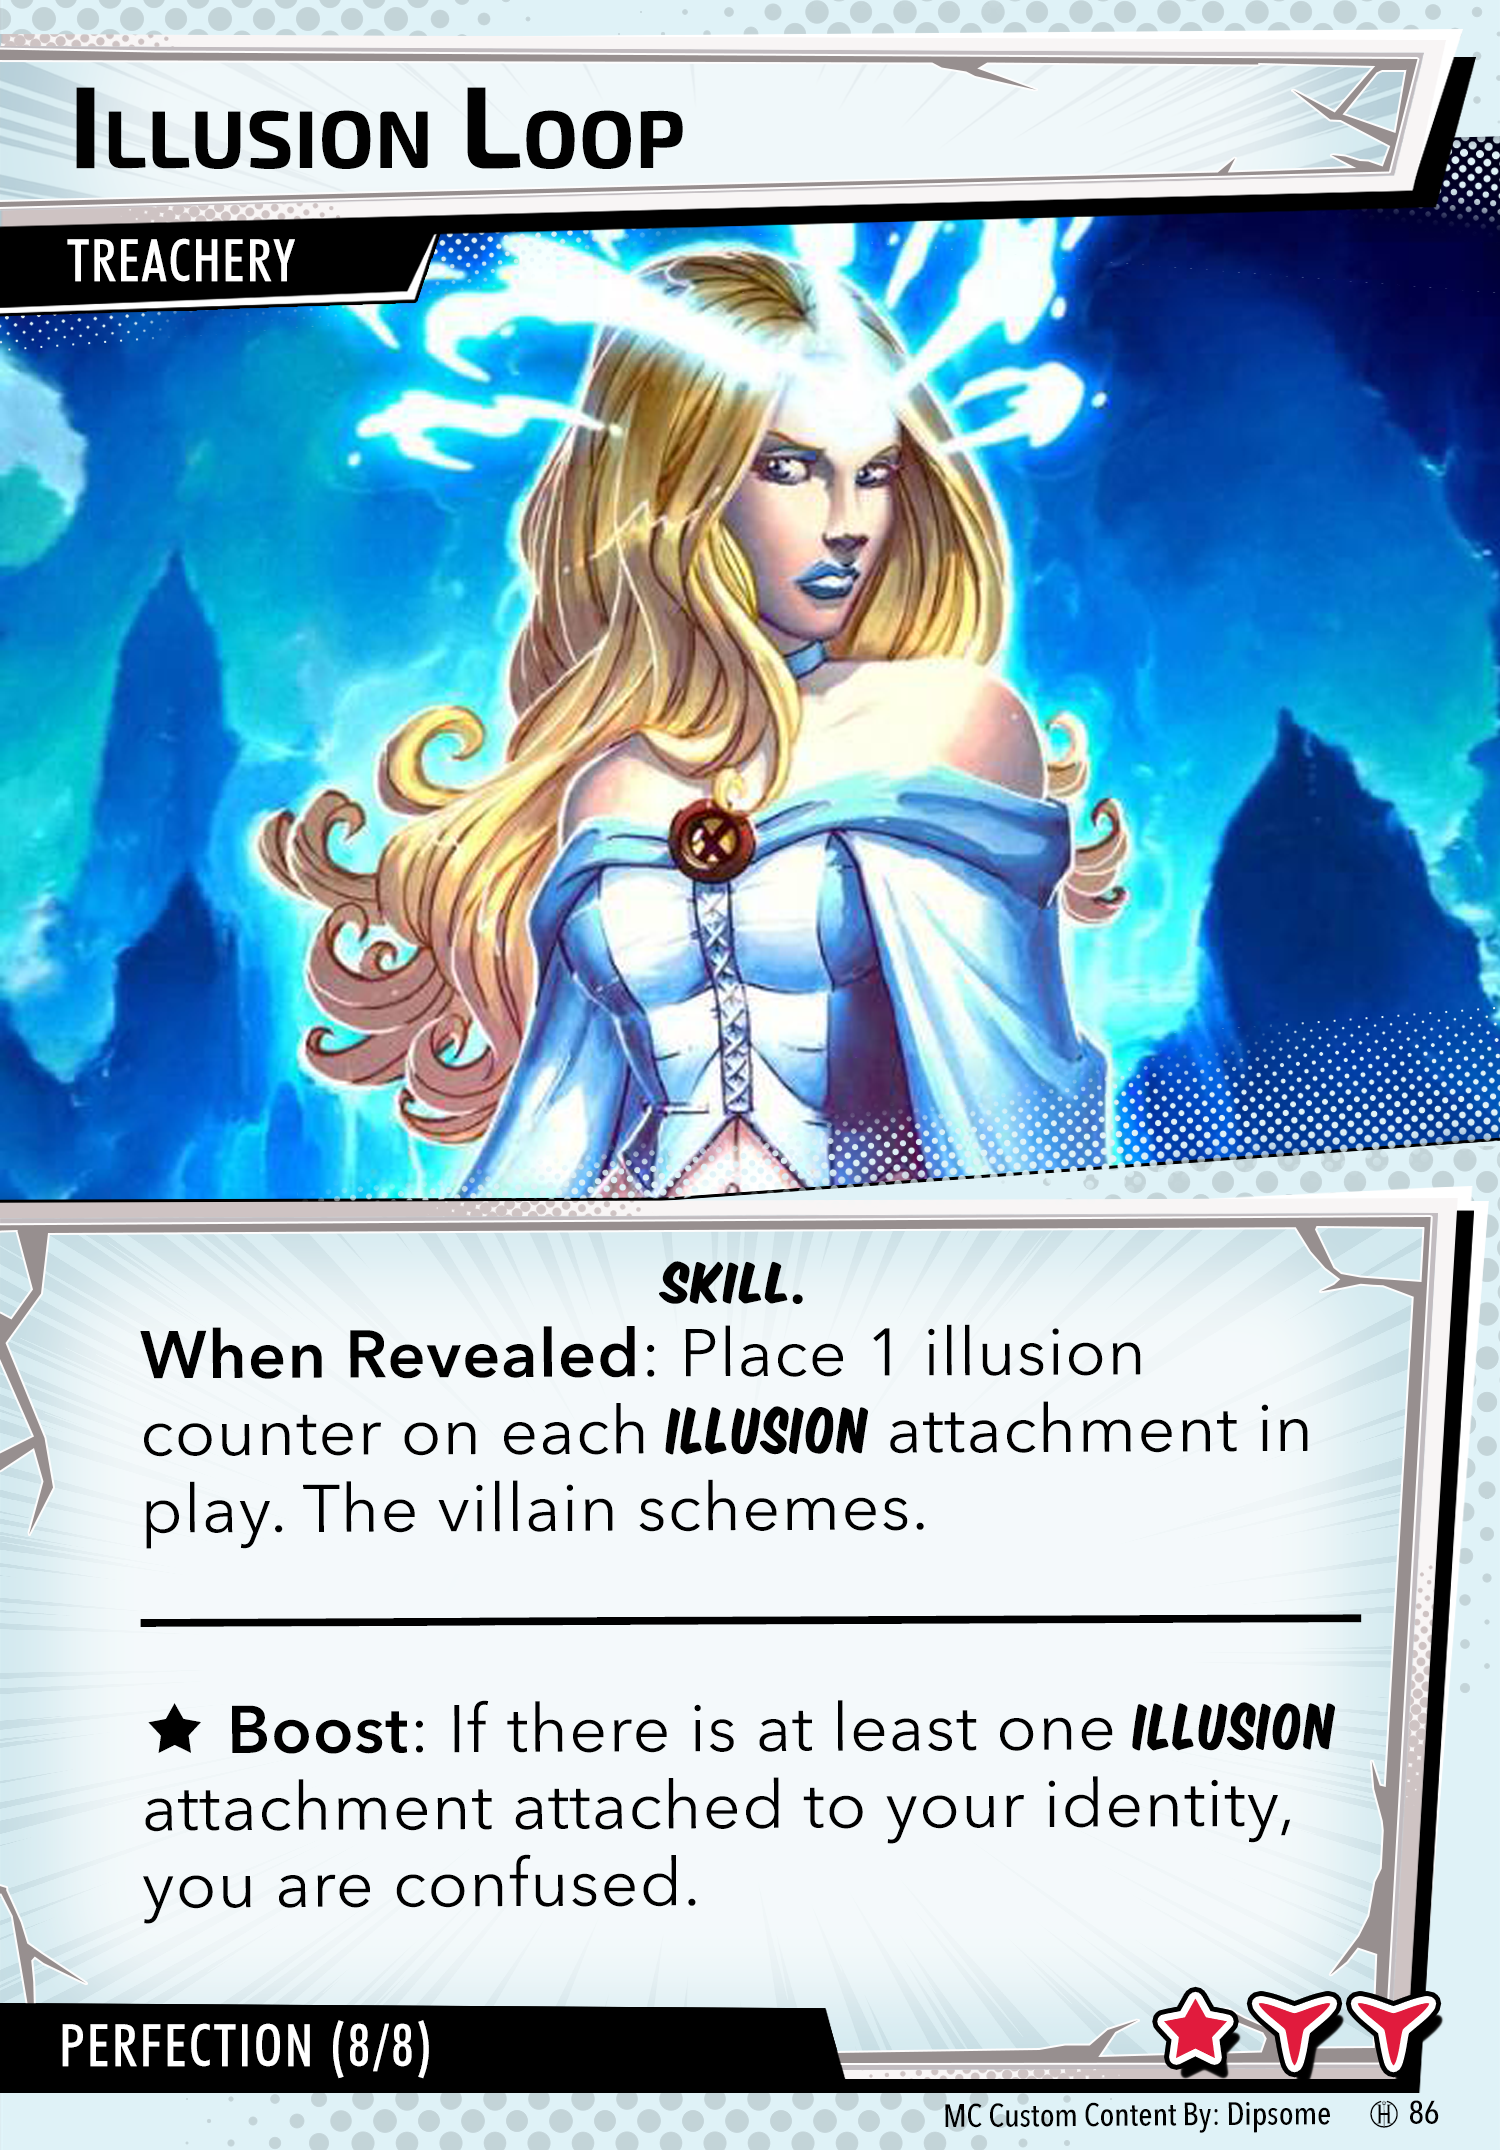 Illusion Loop
TREACHERY
SKILL.
When Revealed: Place 1 illusion
counter on each ILLUSION attachment in
play. The villain schemes.
★ Boost: If there is at least one ILLUSION
attachment attached to your identity,
you are confused.
PERFECTION (8/8)
MC Custom Content By: Dipsome 86